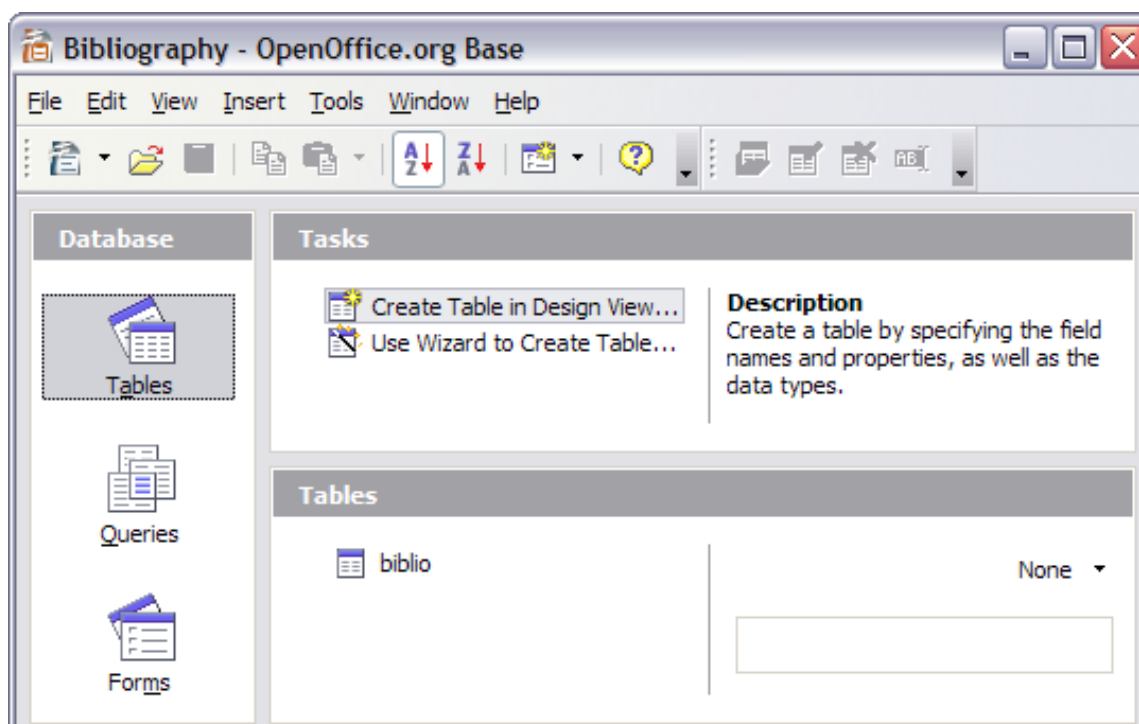 Bibliography - OpenOffice.org Base
File Edit View Insert Tools Window Help
Database
Tasks
Tables
Queries
Forms
Create Table in Design View...
Use Wizard to Create Table...
Description
Create a table by specifying the field
names and properties, as well as the
data types.
Tables
biblio
None